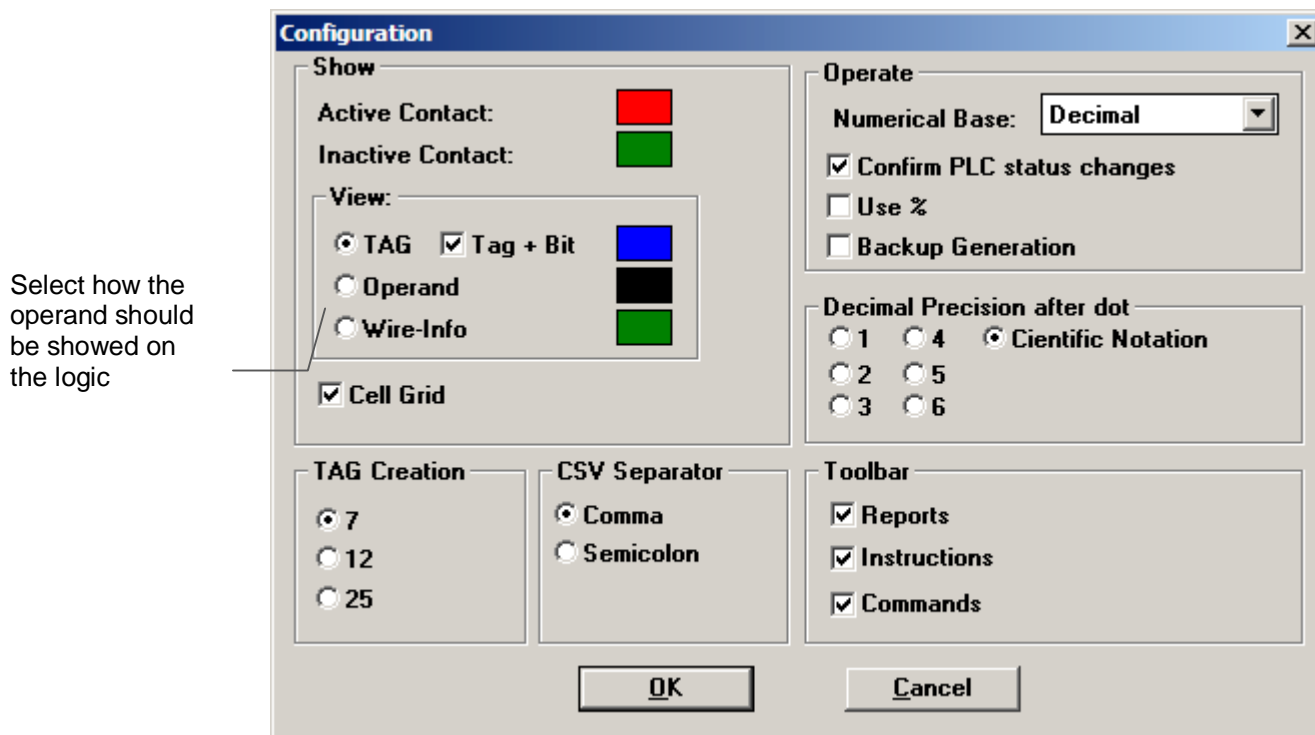 Configuration
Show
Active Contact:
Inactive Contact:
View:
TAG Tag + Bit
Operand
Wire-Info
Cell Grid
Select how the
operand should
be showed on
the logic
Operate
Numerical Base: Decimal
Confirm PLC status changes
Use %
Backup Generation
Decimal Precision after dot
1 4 Cientific Notation
2 5
3 6
TAG Creation
7
12
25
CSV Separator
Comma
Semicolon
Toolbar
Reports
Instructions
Commands
OK Cancel